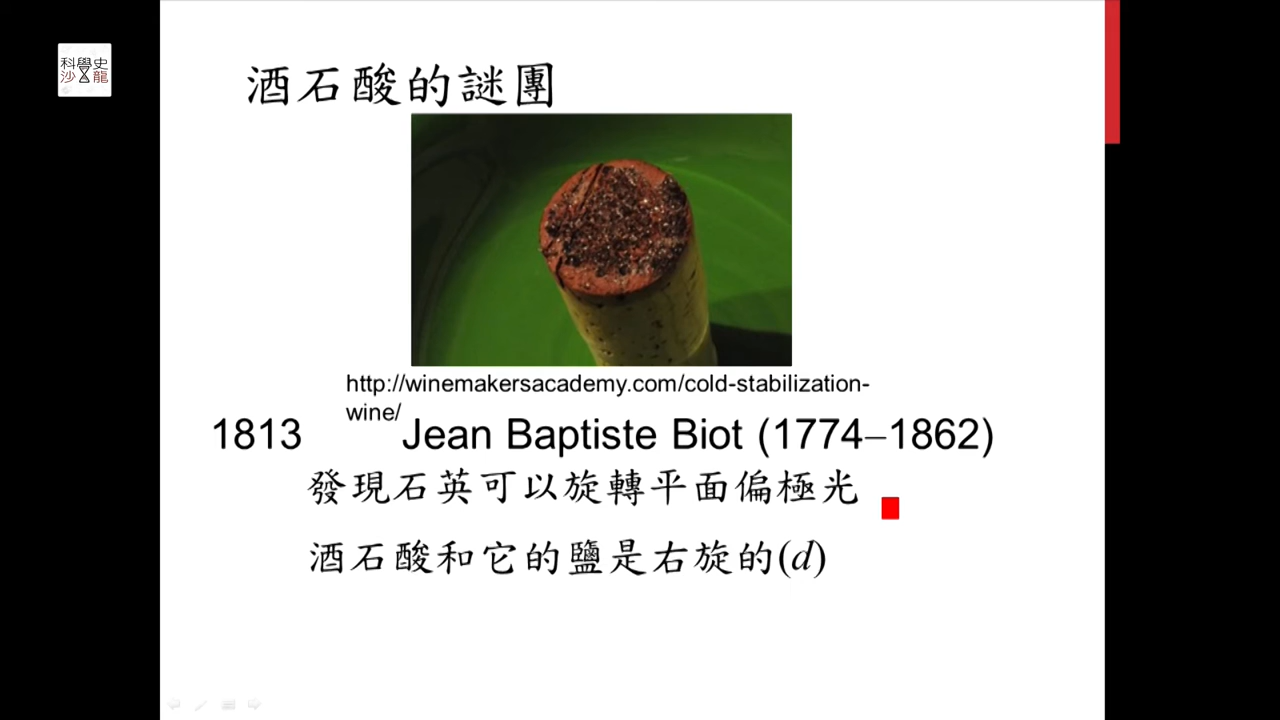 科學史
沙龍
酒石酸的謎團
http://winemakersacademy.com/cold-stabilization-
wine/
1813 Jean Baptiste Biot (1774–1862)
發現石英可以旋轉平面偏極光
酒石酸和它的鹽是右旋的(d)